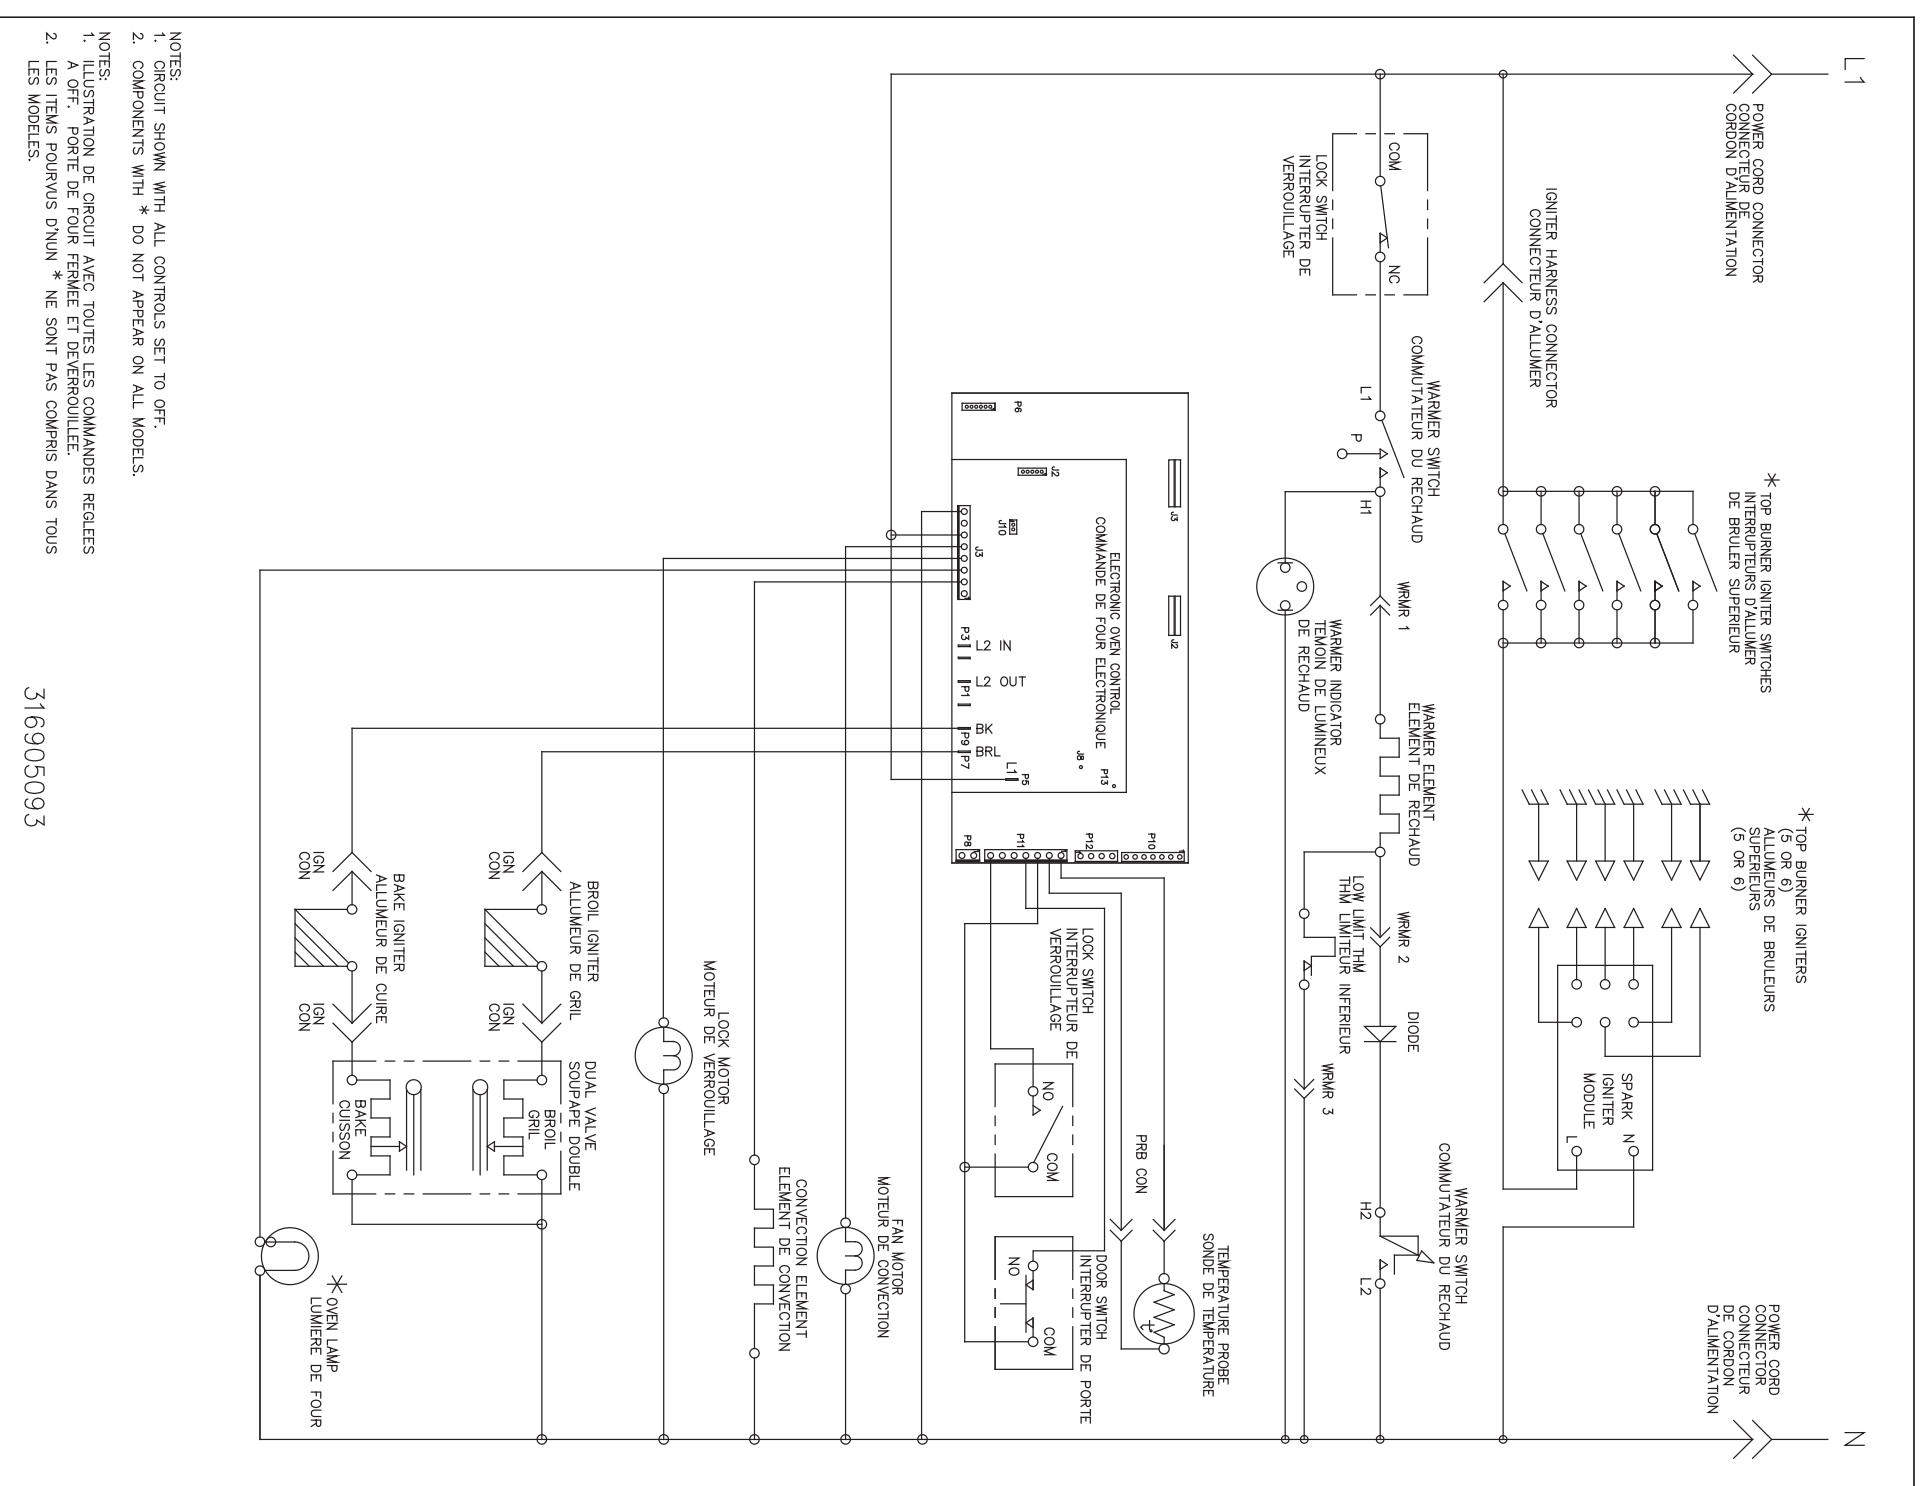 L1
POWER CORD CONNECTOR
CONNECTEUR DE
CORDON D'ALIMENTATION
IGNITER HARNESS CONNECTOR
CONNECTEUR D'ALLUMER
* TOP BURNER IGNITER SWITCHES
INTERRUPTEURS D'ALLUMER
DE BRULER SUPERIEUR
* TOP BURNER IGNITERS
(5 OR 6)
ALLUMEURS DE BRULEURS
SUPERIEURS
(5 OR 6)
SPARK
IGNITER
MODULE
N
L
POWER CORD
CONNECTOR
CONNECTEUR
DE CORDON
D'ALIMENTATION
N
COM
NC
LOCK SWITCH
INTERRUPTER DE
VERROUILLAGE
WARMER SWITCH
COMMUTATEUR DU RECHAUD
L1
P
H1
WRMR 1
WARMER INDICATOR
TEMOIN DE LUMINEUX
DE RECHAUD
WARMER ELEMENT
ELEMENT DE RECHAUD
WRMR 2
LOW LIMIT THM
THM LIMITEUR INFERIEUR
DIODE
WRMR 3
WARMER SWITCH
COMMUTATEUR DU RECHAUD
H2
L2
P6
J3
J2
J2
J10
J3
ELECTRONIC OVEN CONTROL
COMMANDE DE FOUR ELECTRONIQUE
P3
L2 IN
L2 OUT
P1
BK
P9
BRL
P7
L1
P5
J8
P13
P8
P11
P12
P10
LOCK SWITCH
INTERRUPTEUR DE
VERROUILLAGE
NO
COM
PRB CON
DOOR SWITCH
INTERRUPTER DE PORTE
NO
COM
TEMPERATURE PROBE
SONDE DE TEMPERATURE
FAN MOTOR
MOTEUR DE CONVECTION
CONVECTION ELEMENT
ELEMENT DE CONVECTION
LOCK MOTOR
MOTEUR DE VERROUILLAGE
IGN
CON
BROIL IGNITER
ALLUMEUR DE GRIL
IGN
CON
IGN
CON
BAKE IGNITER
ALLUMEUR DE CUIRE
IGN
CON
DUAL VALVE
SOUPAPE DOUBLE
BROIL
GRIL
BAKE
CUISSON
* OVEN LAMP
LUMIERE DE FOUR
NOTES:
1. CIRCUIT SHOWN WITH ALL CONTROLS SET TO OFF.
2. COMPONENTS WITH * DO NOT APPEAR ON ALL MODELS.
NOTES:
1. ILLUSTRATION DE CIRCUIT AVEC TOUTES LES COMMANDES REGLEES
A OFF. PORTE DE FOUR FERMEE ET DEVERROUILLEE.
2. LES ITEMS POURVUS D'NUN * NE SONT PAS COMPRIS DANS TOUS
LES MODELES.
316905093